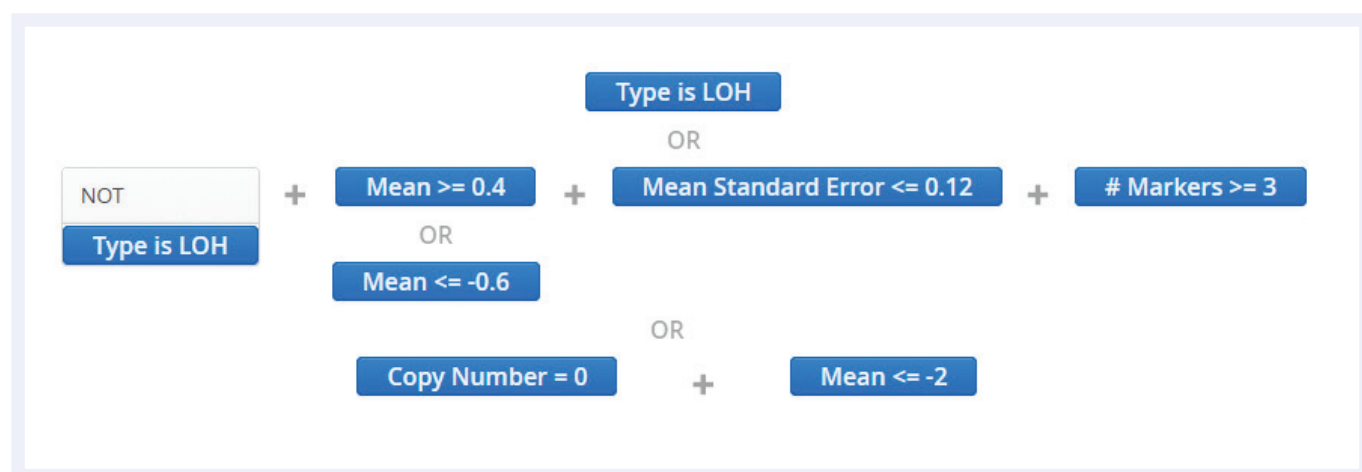 Type is LOH
OR
NOT + Mean >= 0.4 + Mean Standard Error <= 0.12 + # Markers >= 3
Type is LOH
OR
Mean <= -0.6
OR
Copy Number = 0 + Mean <= -2